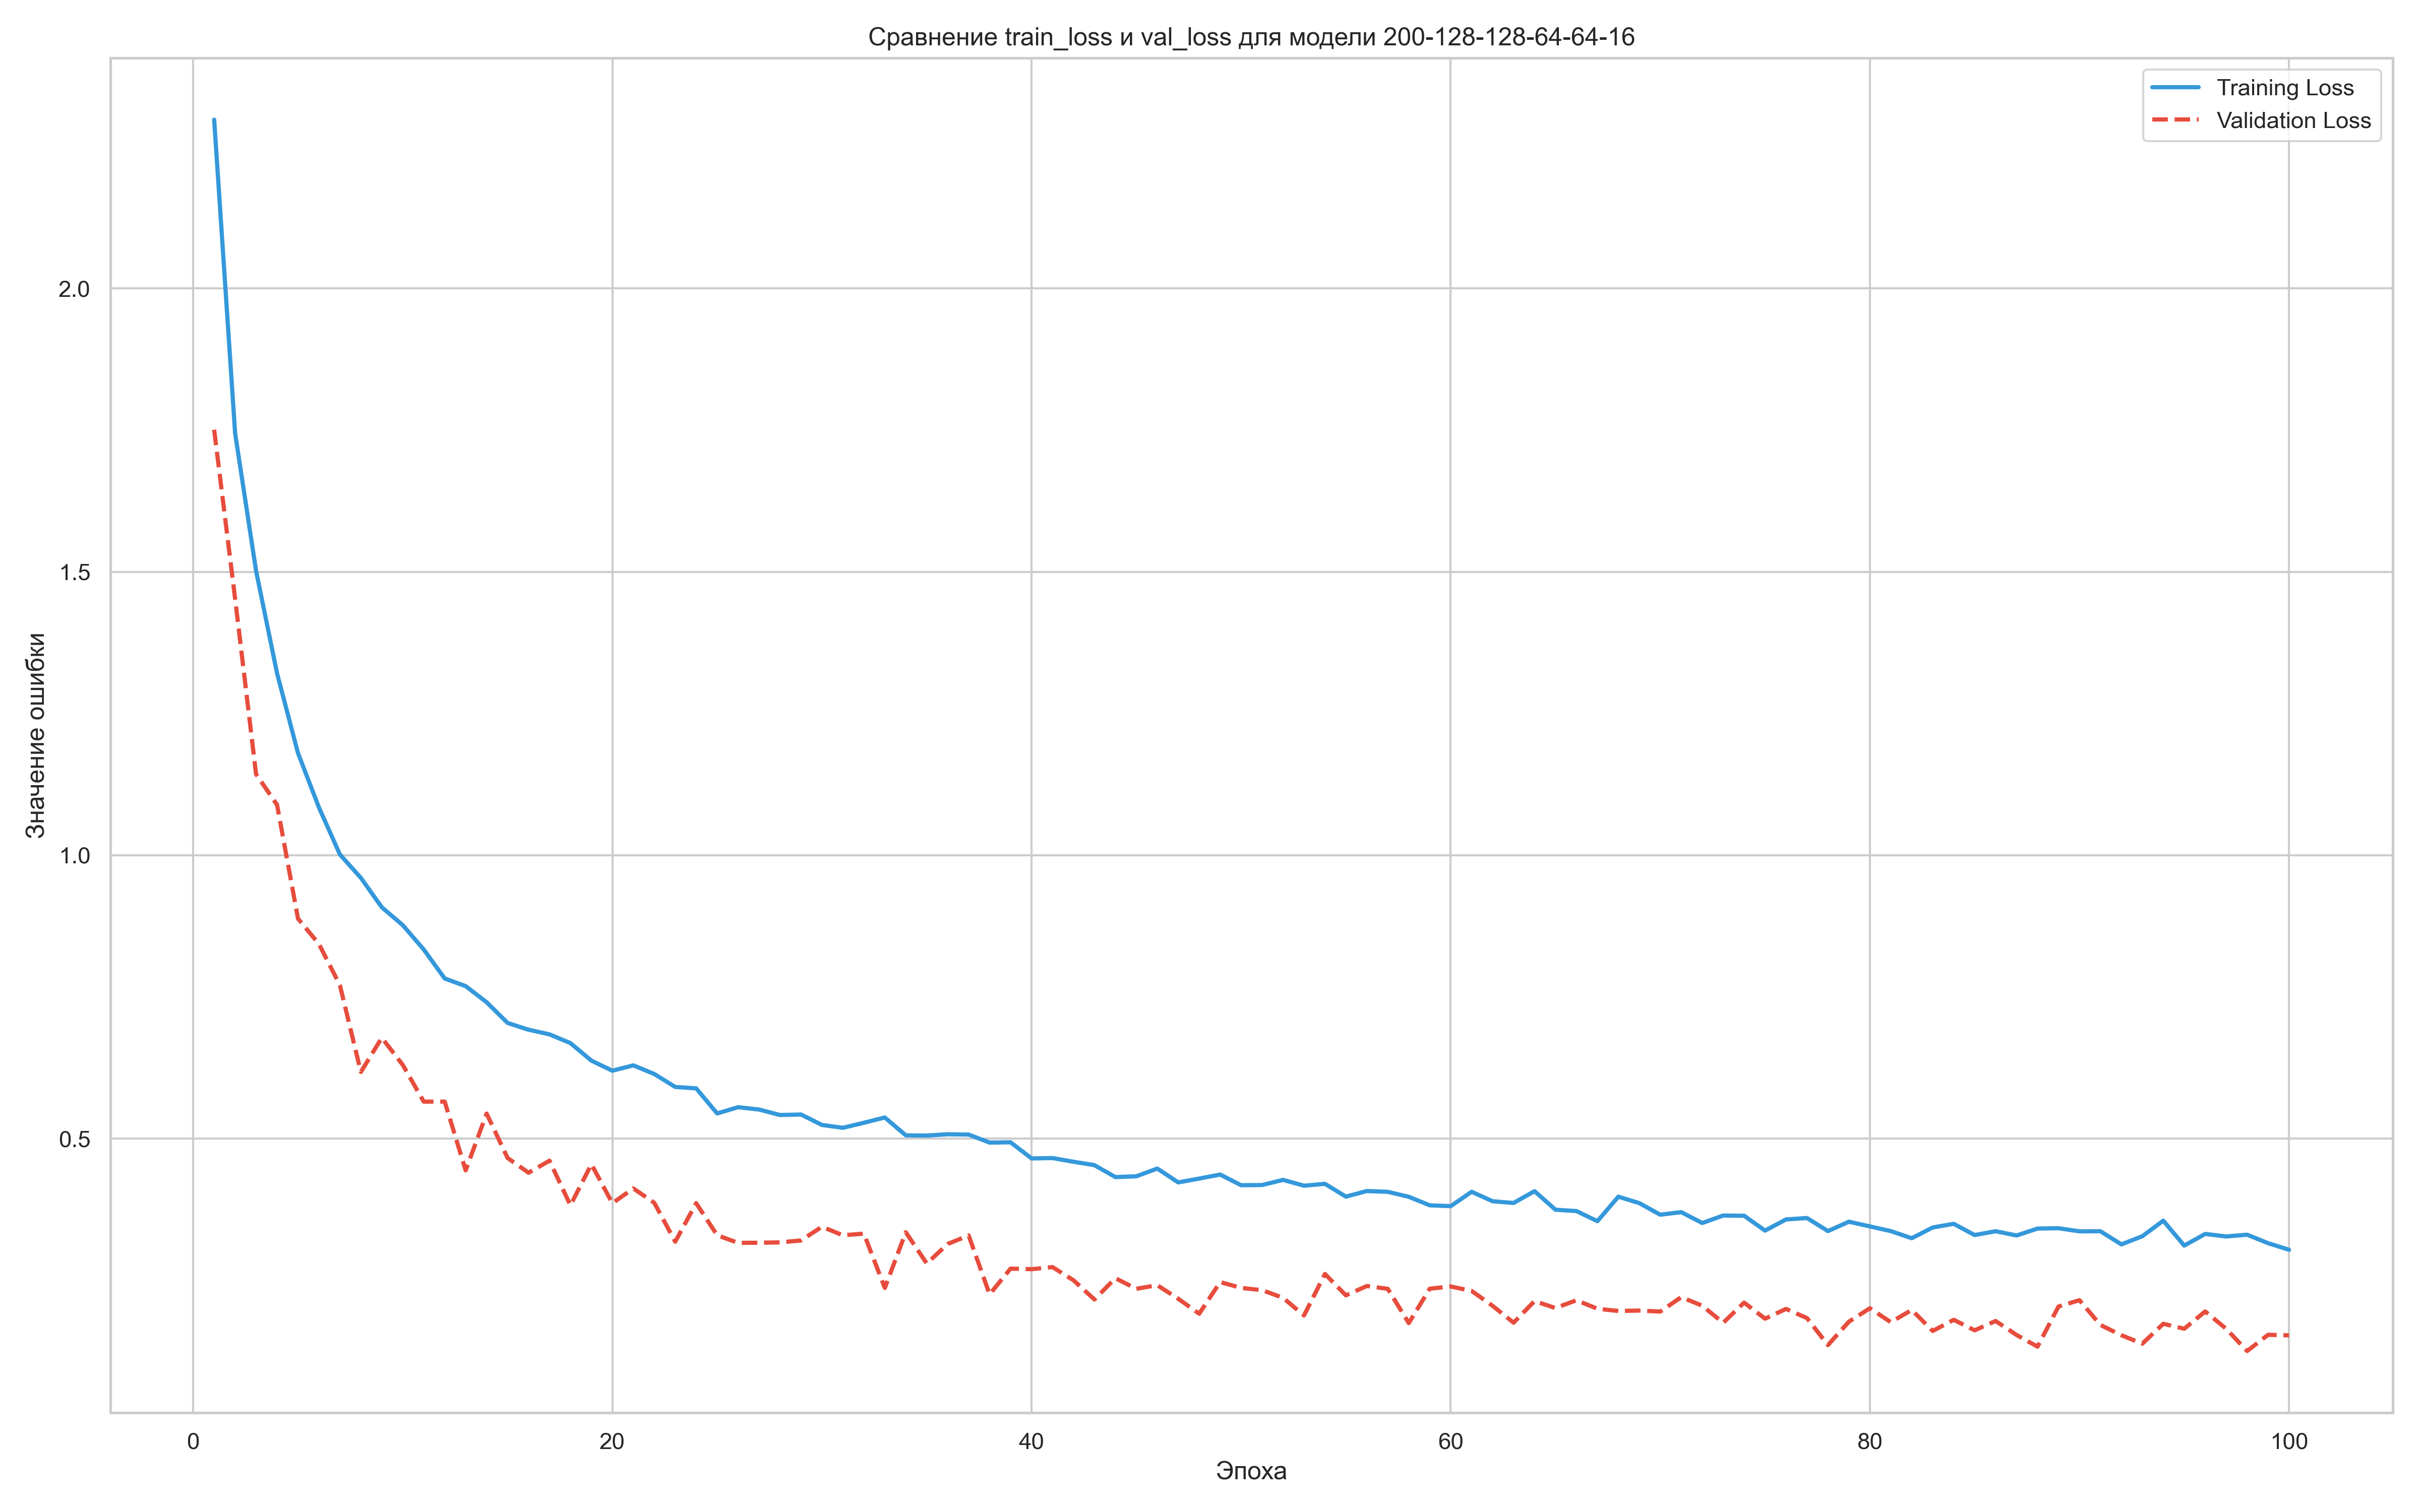 Сравнение train_loss и val_loss для модели 200-128-128-64-64-16
Training Loss
Validation Loss
Значение ошибки
2.0
1.5
1.0
0.5
0 20 40 60 80 100
Эпоха